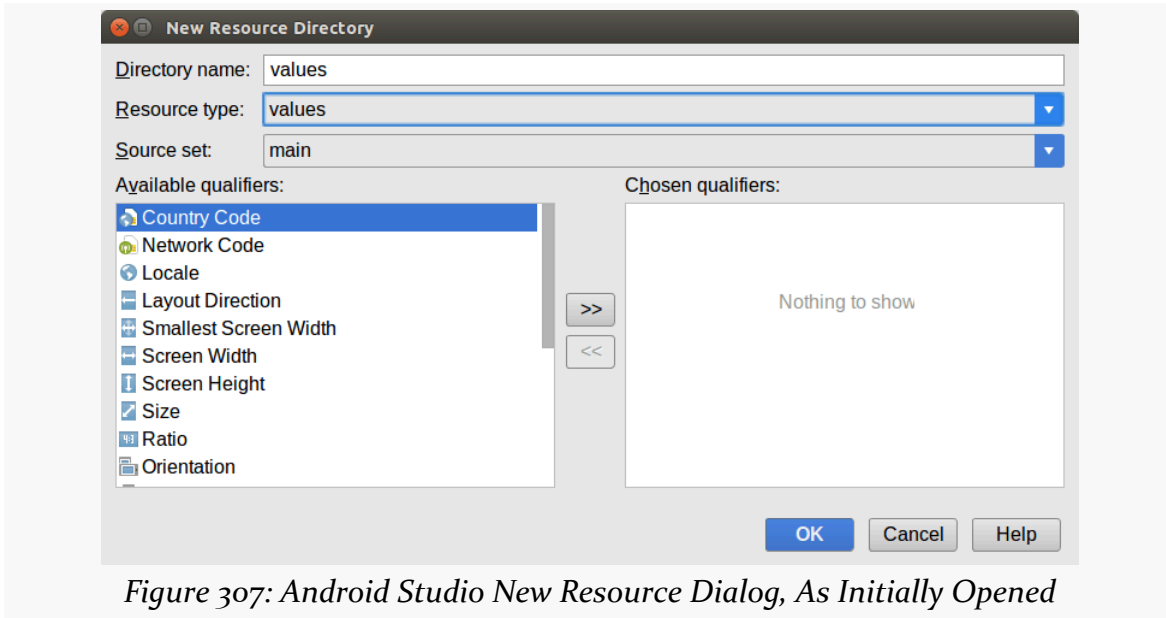 New Resource Directory
Directory name: values
Resource type: values
Source set: main
Available qualifiers:
Chosen qualifiers:
Country Code
Network Code
Locale
Layout Direction
Smallest Screen Width
Screen Width
Screen Height
Size
Ratio
Orientation
>>
<<
Nothing to show
OK
Cancel
Help
Figure 307: Android Studio New Resource Dialog, As Initially Opened